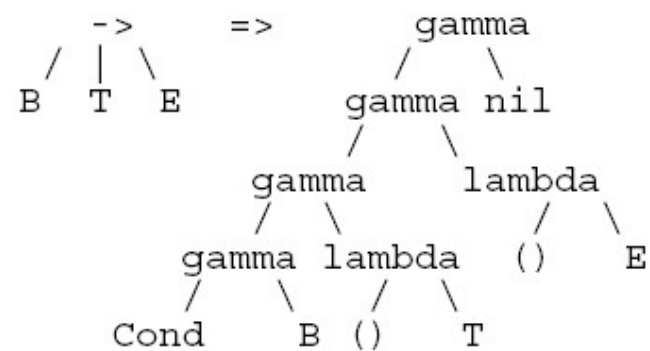 -> => gamma
B T E gamma nil
gamma lambda
gamma lambda () E
Cond B () T